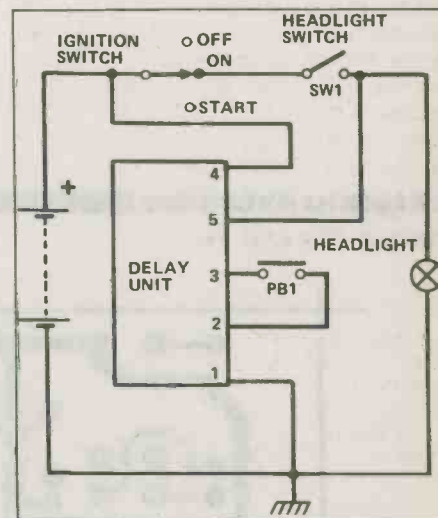 IGNITION
SWITCH
OFF
ON
START
HEADLIGHT
SWITCH
SW1
+
4
5
HEADLIGHT
DELAY
UNIT
3
PB1
2
1